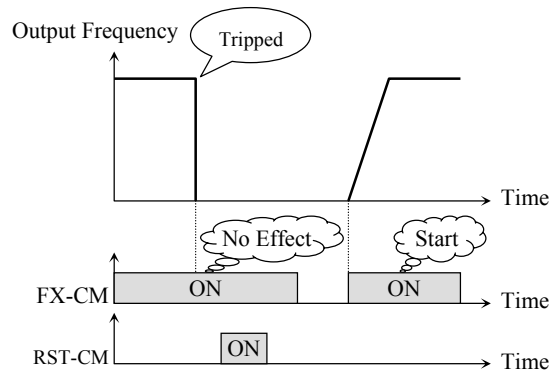 Output Frequency
Tripped
Time
No Effect
Start
FX-CM
ON
ON
Time
RST-CM
ON
Time